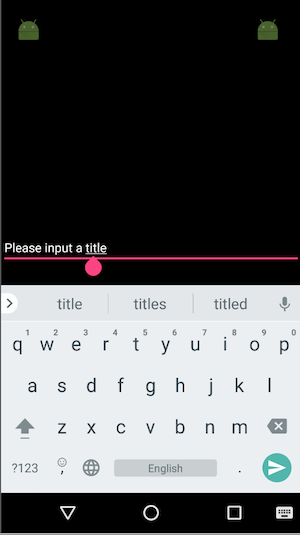 Please input a title
title titles titled
1 2 3 4 5 6 7 8 9 0
q w e r t y u i o p
a s d f g h j k l
z x c v b n m
?123 , English .